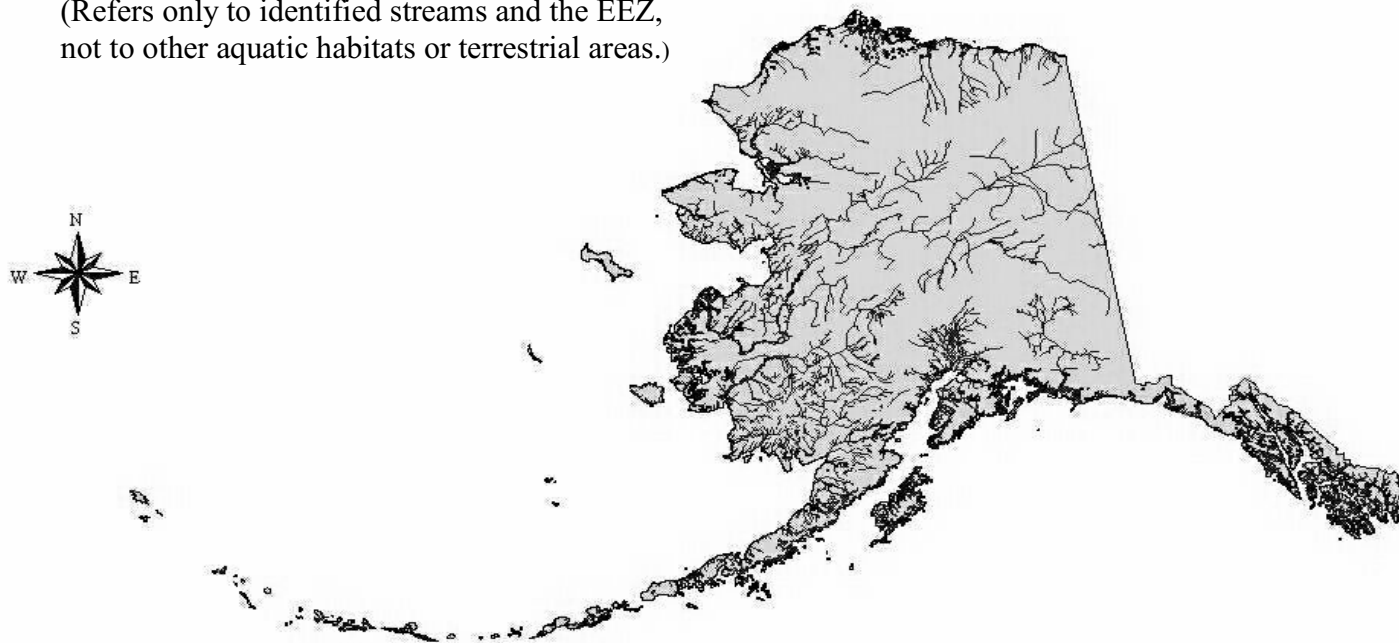 (Refers only to identified streams and the EEZ,
not to other aquatic habitats or terrestrial areas.)
N
W E
S